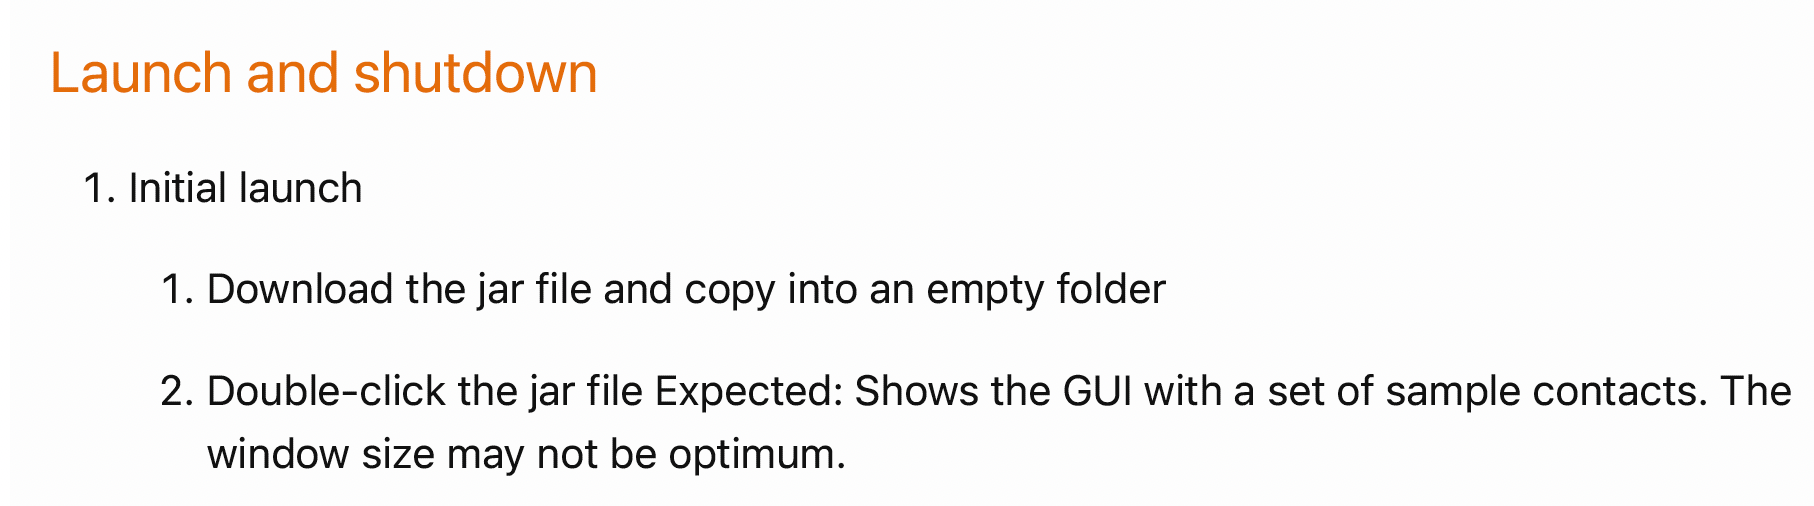 Launch and shutdown
1. Initial launch
1. Download the jar file and copy into an empty folder
2. Double-click the jar file Expected: Shows the GUI with a set of sample contacts. The
window size may not be optimum.